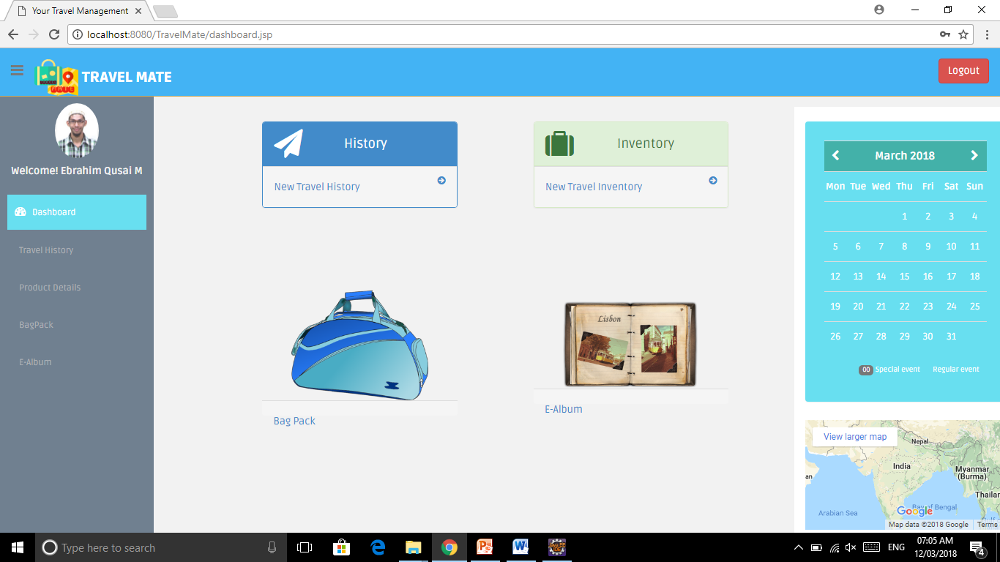 Your Travel Management
localhost:8080/TravelMate/dashboard.jsp
TRAVEL MATE
Logout
Welcome! Ebrahim Qusai M
Dashboard
Travel History
Product Details
BagPack
E-Album
History
New Travel History
Inventory
New Travel Inventory
Lisbon
Bag Pack
E-Album
March 2018
Mon Tue Wed Thu Fri Sat Sun
1 2 3 4
5 6 7 8 9 10 11
12 13 14 15 16 17 18
19 20 21 22 23 24 25
26 27 28 29 30 31
00 Special event Regular event
View larger map
Nepal
India
Myanmar
(Burma)
an
Thailan
Arabian Sea
Bay of Bengal
Google
Map data ©2018 Google Terms
Type here to search
ENG
07:05 AM
12/03/2018
4